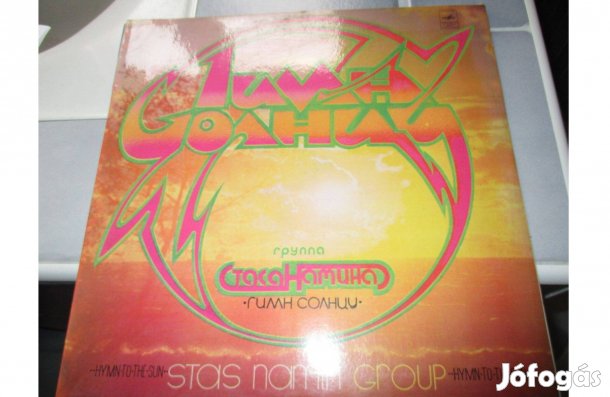 Гимн
Солнцу
группа
Стаса Намина
·ГИМН СОЛНЦУ·
-HYMN·TO·THE·SUN- STAS NAMIN GROUP -HYMN·TO·T
Jófogás